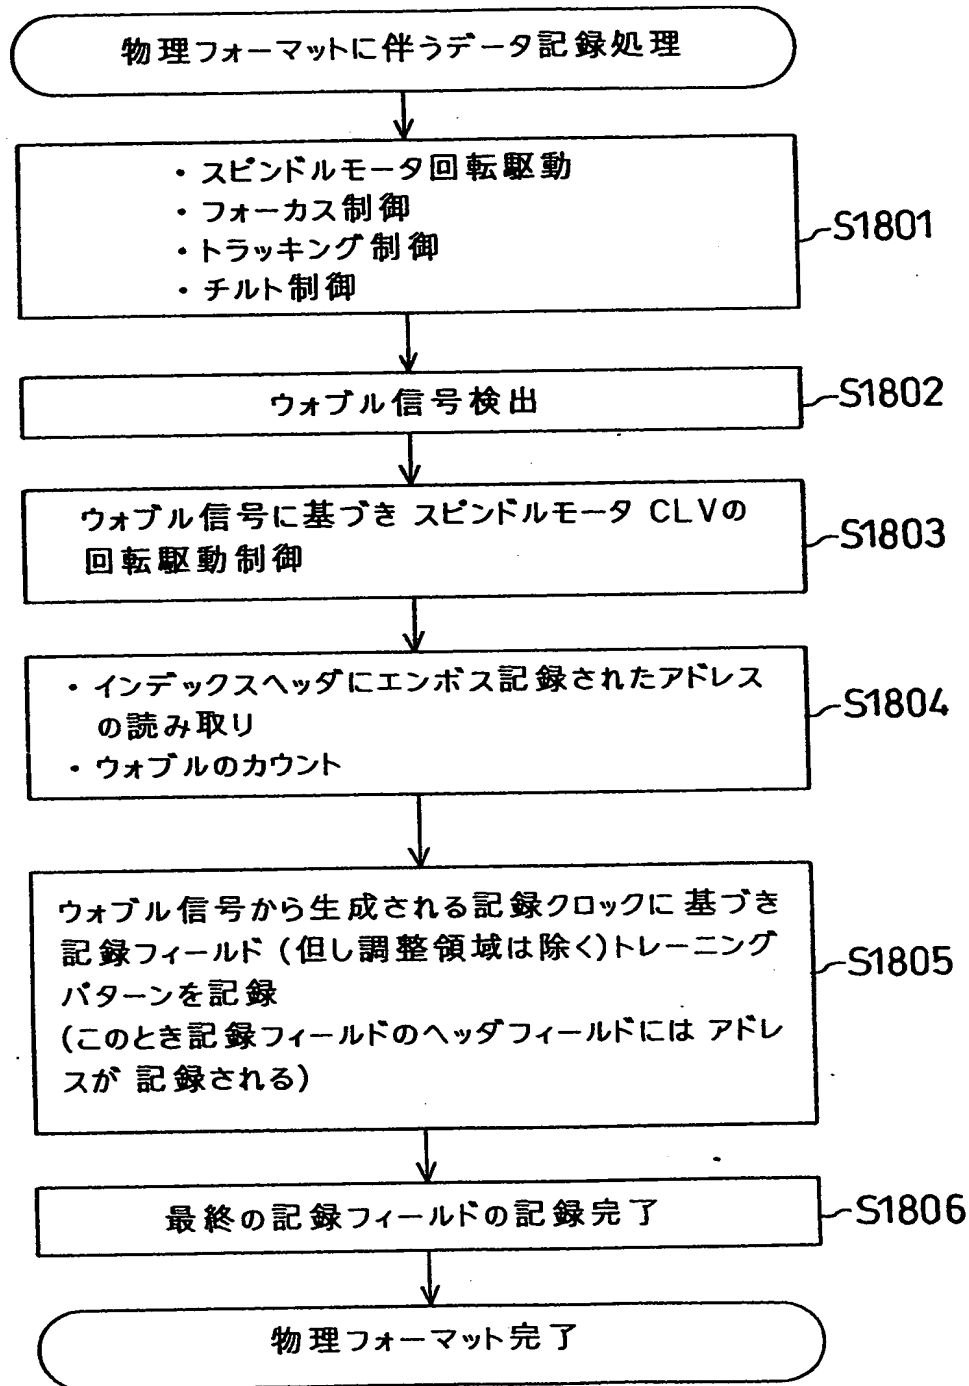 物理フォーマットに伴うデータ記録処理
・スピンドルモータ回転駆動
・フォーカス制御
・トラッキング制御
・チルト制御
S1801
ウォブル信号検出
S1802
ウォブル信号に基づき スピンドルモータ CLVの
回転駆動制御
S1803
・インデックスヘッダにエンボス記録されたアドレス
の読み取り
・ウォブルのカウント
S1804
ウォブル信号から生成される記録クロックに基づき
記録フィールド(但し調整領域は除く)トレーニング
パターンを記録
(このとき記録フィールドのヘッダフィールドには アドレ
スが 記録される)
S1805
最終の記録フィールドの記録完了
S1806
物理フォーマット完了